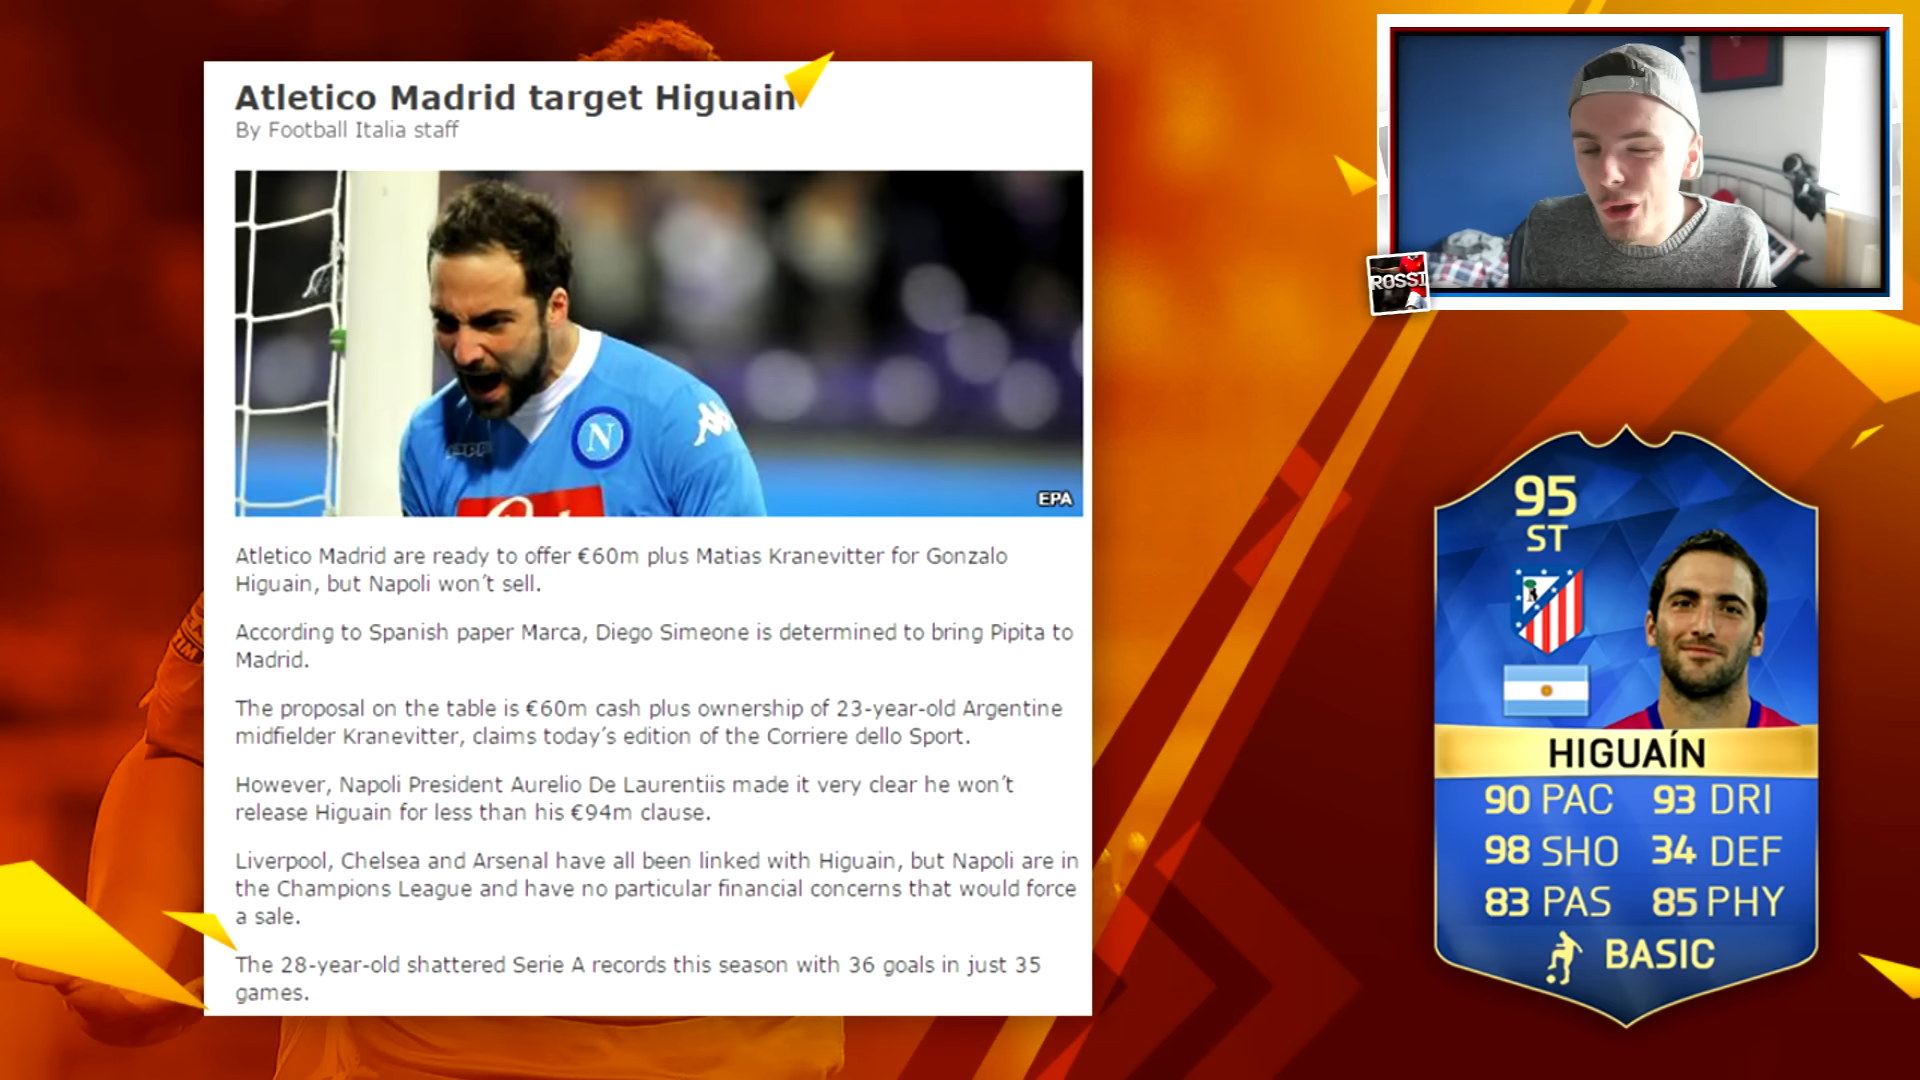 Atletico Madrid target Higuain
By Football Italia staff
EPA
Atletico Madrid are ready to offer €60m plus Matias Kranevitter for Gonzalo
Higuain, but Napoli won't sell.
According to Spanish paper Marca, Diego Simeone is determined to bring Pipita to
Madrid.
The proposal on the table is €60m cash plus ownership of 23-year-old Argentine
midfielder Kranevitter, claims today's edition of the Corriere dello Sport.
However, Napoli President Aurelio De Laurentiis made it very clear he won't
release Higuain for less than his €94m clause.
Liverpool, Chelsea and Arsenal have all been linked with Higuain, but Napoli are in
the Champions League and have no particular financial concerns that would force
a sale.
The 28-year-old shattered Serie A records this season with 36 goals in just 35
games.
ROSSI
95
ST
HIGUAÍN
90 PAC 93 DRI
98 SHO 34 DEF
83 PAS 85 PHY
BASIC
N